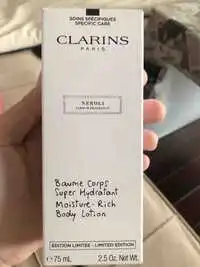 SOINS SPÉCIFIQUES
SPECIFIC CARE
CLARINS
PARIS
NEROLI
Baume Corps
Super Hydratant
Moisture-Rich
Body Lotion
EDITION LIMITÉE - LIMITED EDITION
e 75 mL 2.5 Oz. Net Wt.